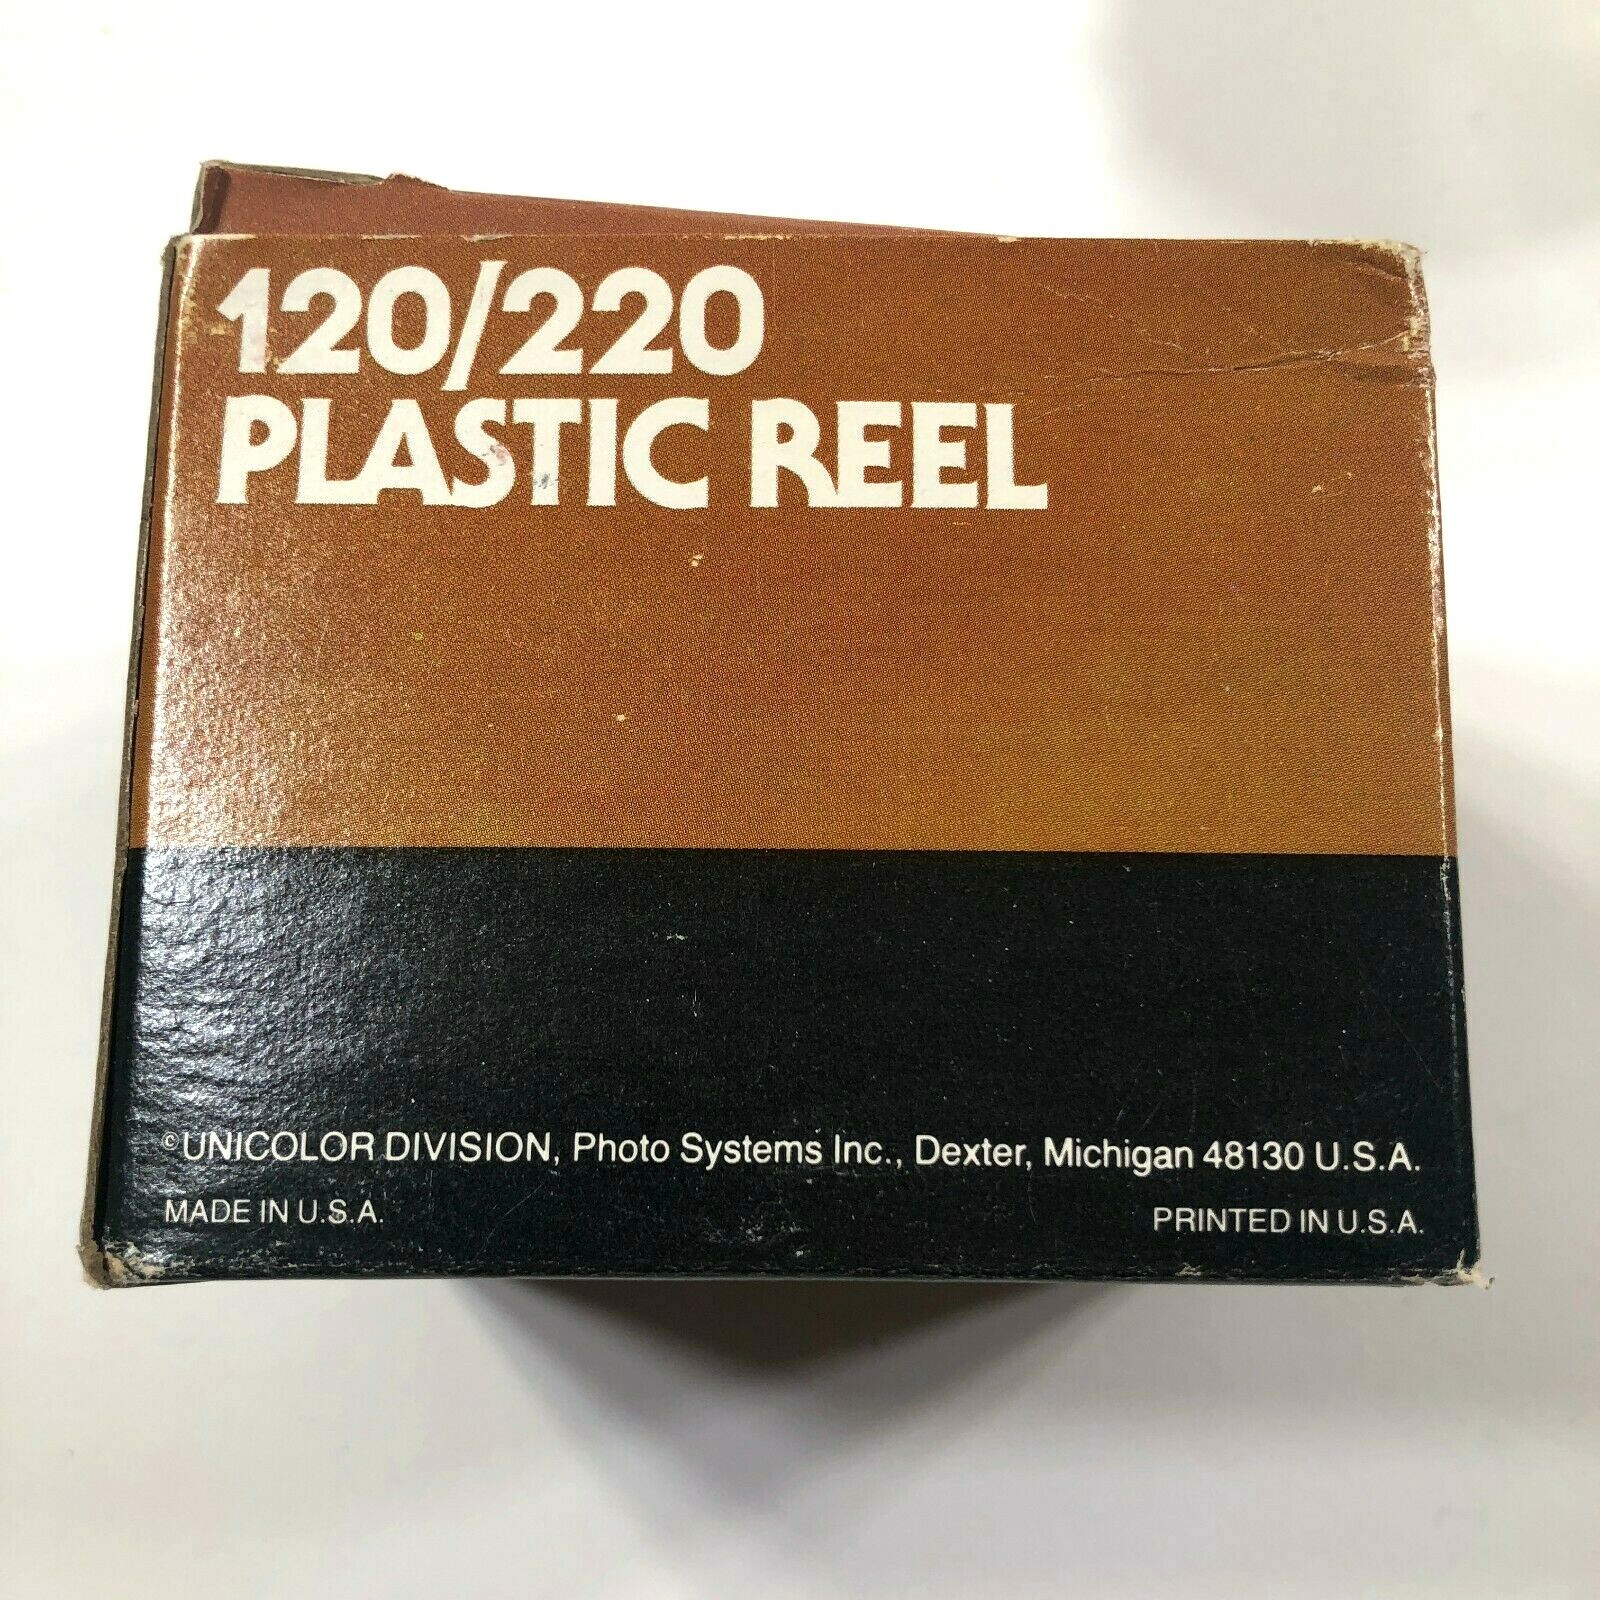 120/220
PLASTIC REEL
©UNICOLOR DIVISION, Photo Systems Inc., Dexter, Michigan 48130 U.S.A.
MADE IN U.S.A.
PRINTED IN U.S.A.